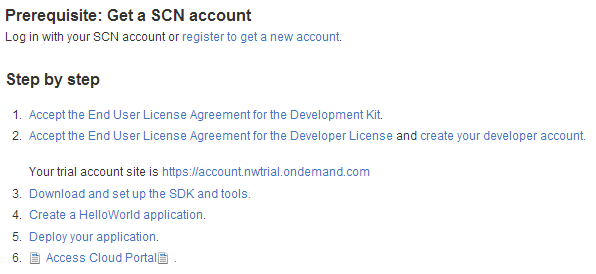 Prerequisite: Get a SCN account
Log in with your SCN account or register to get a new account.
Step by step
1. Accept the End User License Agreement for the Development Kit.
2. Accept the End User License Agreement for the Developer License and create your developer account.
Your trial account site is https://account.nwtrial.ondemand.com
3. Download and set up the SDK and tools.
4. Create a HelloWorld application.
5. Deploy your application.
6. Access Cloud Portal .